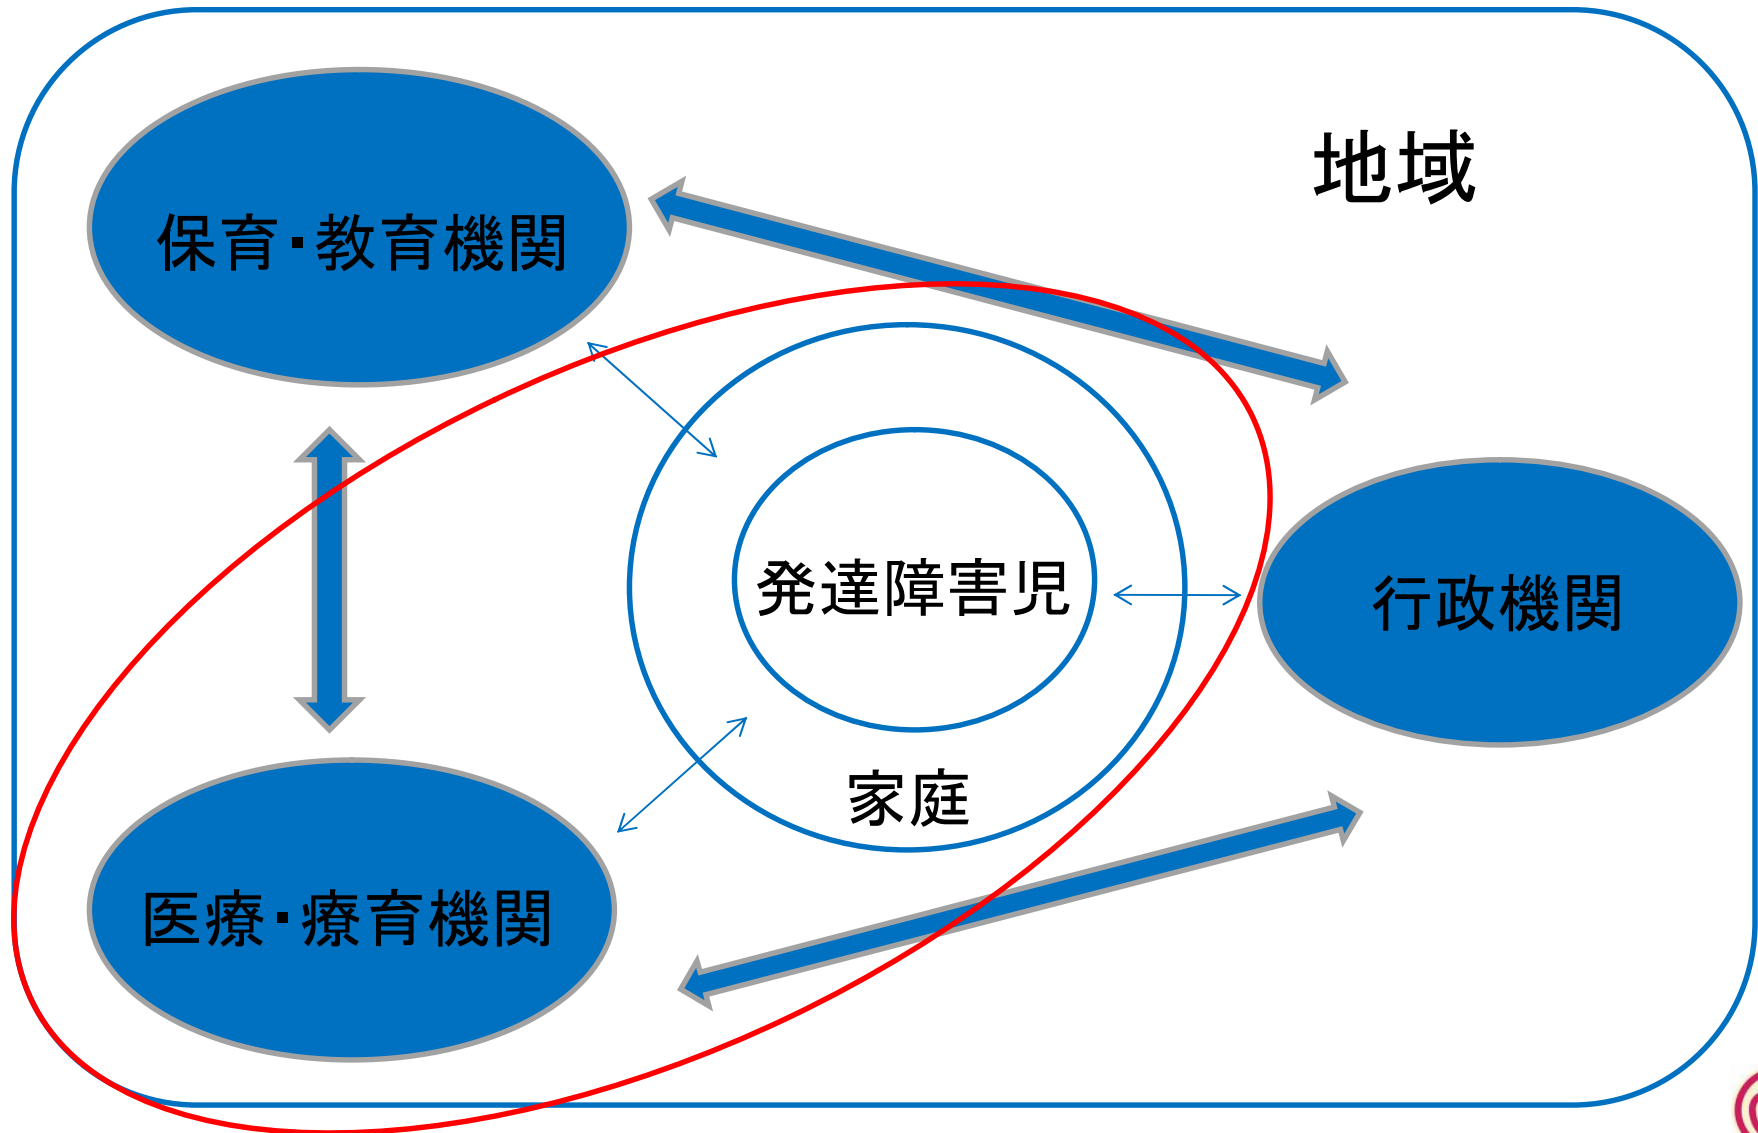 地域
保育・教育機関
発達障害児
行政機関
家庭
医療・療育機関